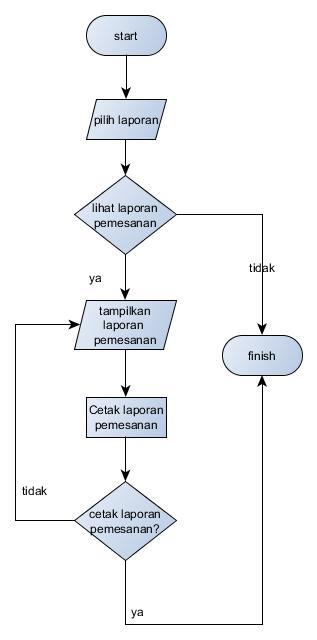 start
pilih laporan
lihat laporan
pemesanan
tidak
ya
tampilkan
laporan
pemesanan
finish
Cetak laporan
pemesanan
tidak
cetak laporan
pemesanan?
ya